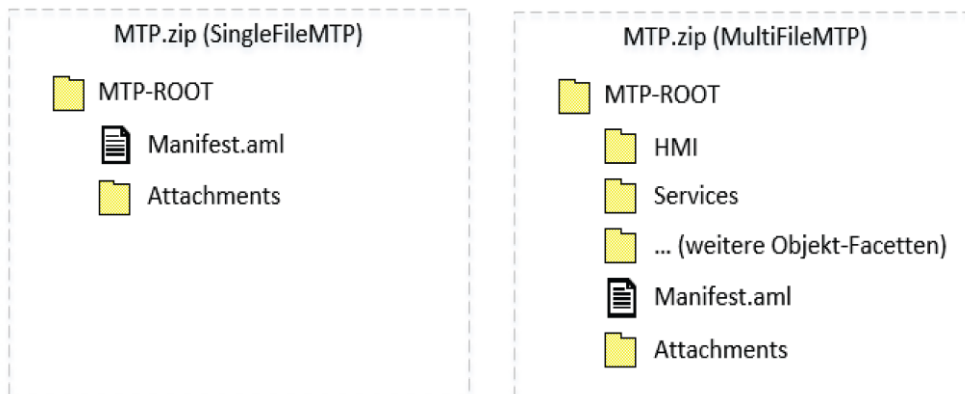 MTP.zip (SingleFileMTP)
MTP-ROOT
Manifest.aml
Attachments
MTP.zip (MultiFileMTP)
MTP-ROOT
HMI
Services
... (weitere Objekt-Facetten)
Manifest.aml
Attachments